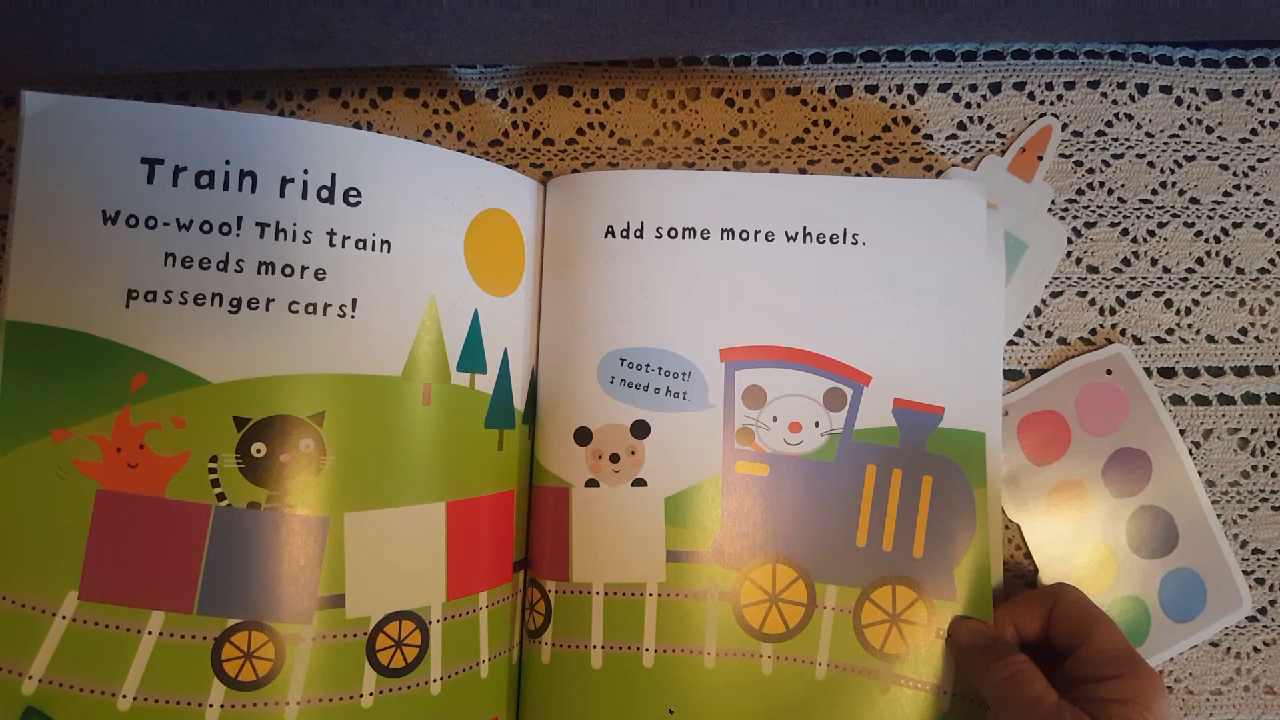 Train ride
Woo-woo! This train
needs more
passenger cars!
Add some more wheels.
Toot-toot!
I need a hat.